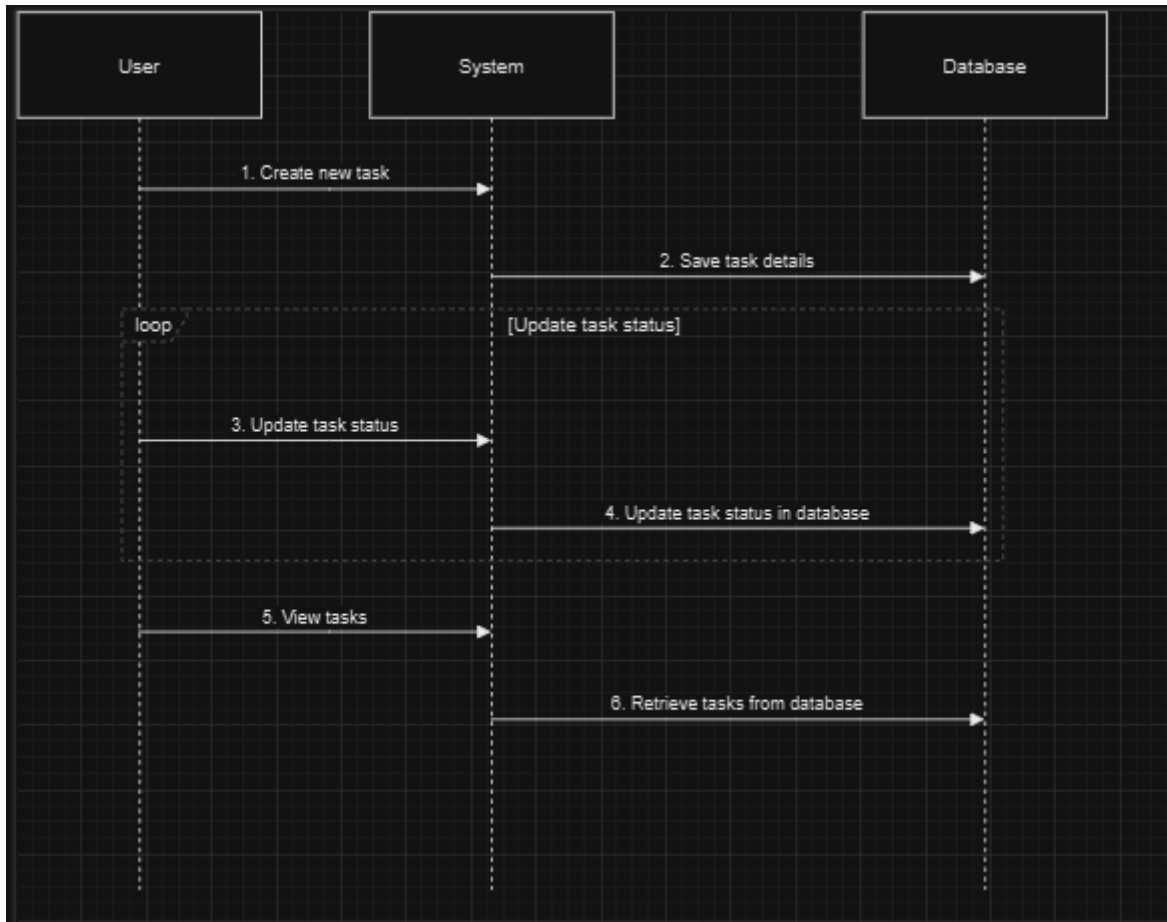 User
System
Database
1. Create new task
2. Save task details
loop
[Update task status]
3. Update task status
4. Update task status in database
5. View tasks
6. Retrieve tasks from database